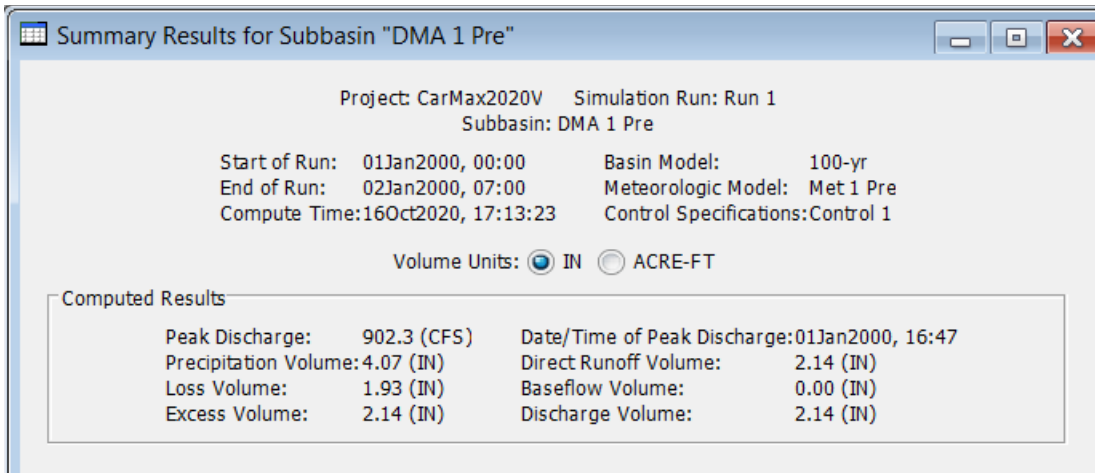 Summary Results for Subbasin "DMA 1 Pre"
Project: CarMax2020V Simulation Run: Run 1
Subbasin: DMA 1 Pre
Start of Run: 01Jan2000, 00:00 Basin Model: 100-yr
End of Run: 02Jan2000, 07:00 Meteorologic Model: Met 1 Pre
Compute Time:16Oct2020, 17:13:23 Control Specifications:Control 1
Volume Units: IN ACRE-FT
Computed Results
Peak Discharge: 902.3 (CFS) Date/Time of Peak Discharge:01Jan2000, 16:47
Precipitation Volume:4.07 (IN) Direct Runoff Volume: 2.14 (IN)
Loss Volume: 1.93 (IN) Baseflow Volume: 0.00 (IN)
Excess Volume: 2.14 (IN) Discharge Volume: 2.14 (IN)